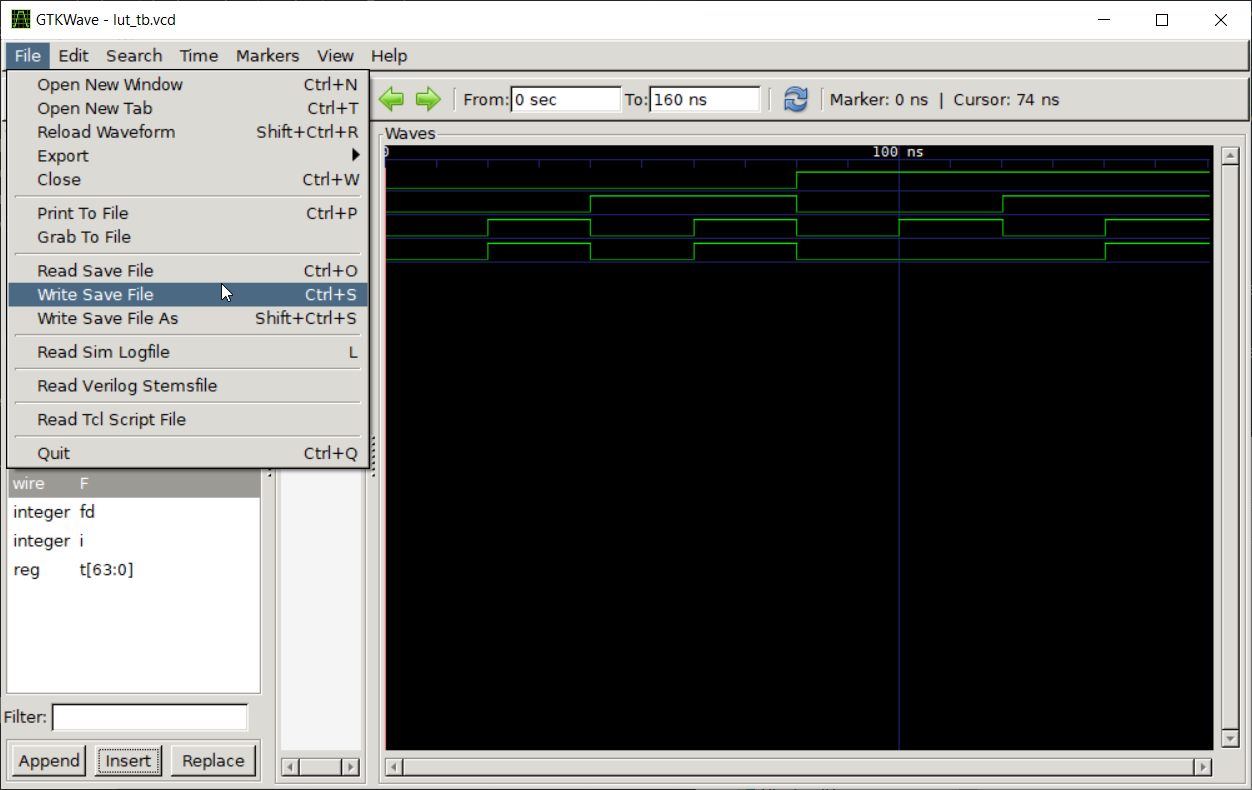 GTKWave - lut_tb.vcd
File Edit Search Time Markers View Help
Open New Window Ctrl+N
Open New Tab Ctrl+T
Reload Waveform Shift+Ctrl+R
Export
Close Ctrl+W
Print To File Ctrl+P
Grab To File
Read Save File Ctrl+O
Write Save File Ctrl+S
Write Save File As Shift+Ctrl+S
Read Sim Logfile L
Read Verilog Stemsfile
Read Tcl Script File
Quit Ctrl+Q
From: 0 sec To: 160 ns Marker: 0 ns | Cursor: 74 ns
Waves
0 100 ns
wire F
integer fd
integer i
reg t[63:0]
Filter:
Append Insert Replace